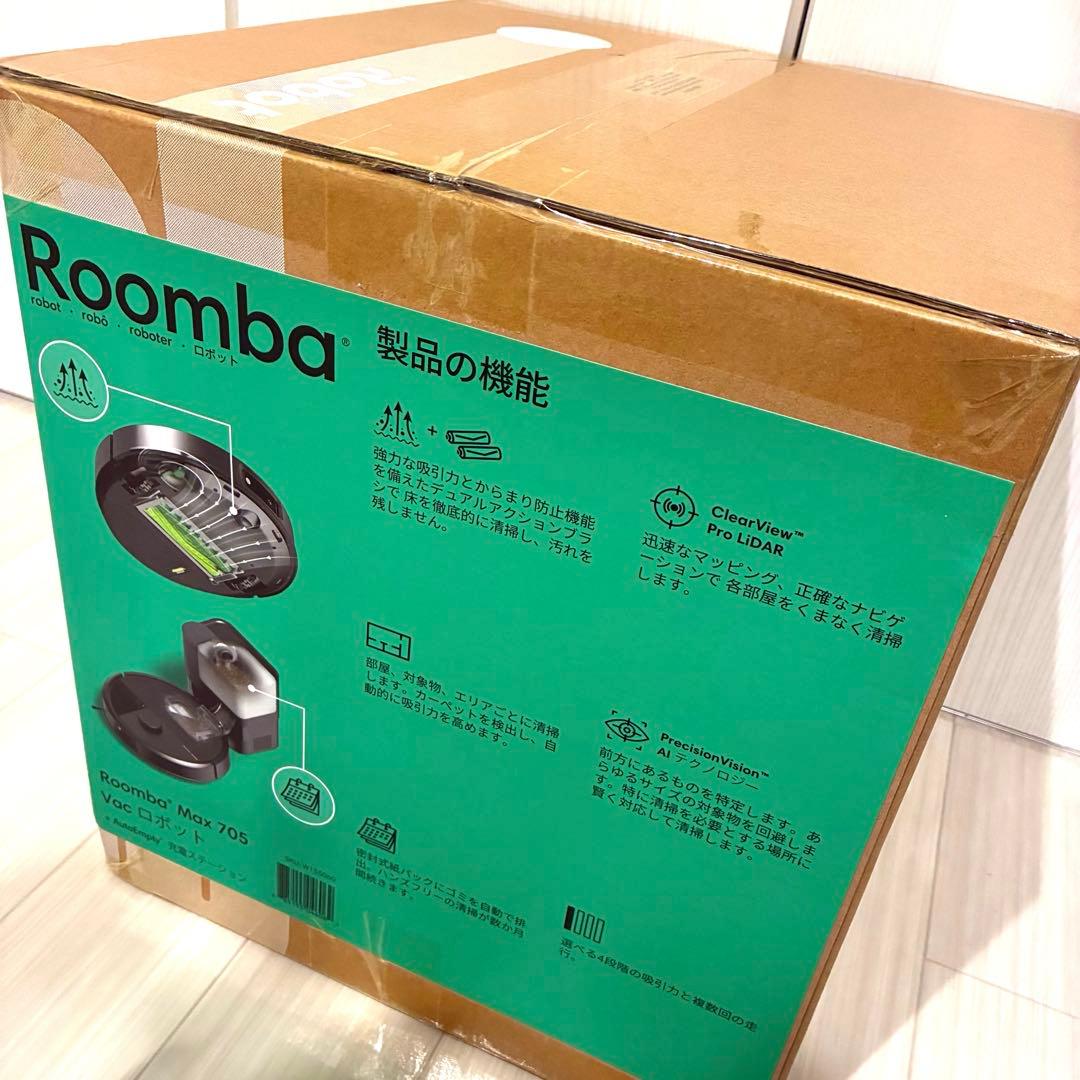 iRobot
Roomba®
robot · robô · roboter · ロボット
製品の機能
+
強力な吸引力とからまり防止機能
を備えたデュアルアクションブラ
シで 床を徹底的に清掃し、汚れを
残しません。
ClearView™
Pro LiDAR
迅速なマッピング、正確なナビゲ
ーションで 各部屋をくまなく清掃
します。
部屋、対象物、エリアごとに清掃
します。カーペットを検出し、自
動的に吸引力を高めます。
PrecisionVision™
AI テクノロジー
前方にあるものを特定します。あ
らゆるサイズの対象物を回避しま
す。特に清掃を必要とする場所に
賢く対応して清掃します。
Roomba® Max 705
Vac ロボット
+ AutoEmpty™ 充電ステーション
密封式紙パックにゴミを自動で排
出。ハンズフリーの清掃が数か月
間続きます。
選べる4段階の吸引力と複数回の走
行。